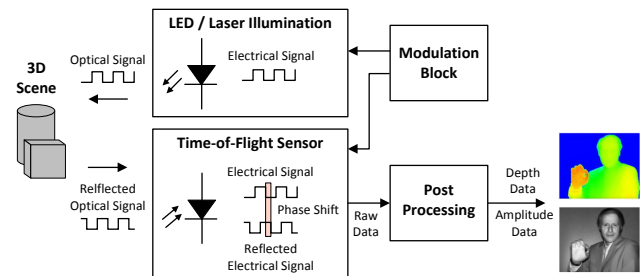 LED / Laser Illumination
Optical Signal
Electrical Signal
Modulation
Block
3D
Scene
Time-of-Flight Sensor
Electrical Signal
Phase Shift
Relflected
Optical Signal
Reflected
Electrical Signal
Raw
Data
Post
Processing
Depth
Data
Amplitude
Data